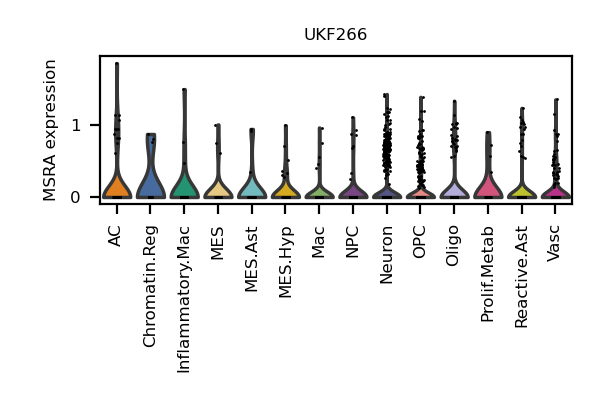 UKF266
MSRA expression
1
0
AC
Chromatin.Reg
Inflammatory.Mac
MES
MES.Ast
MES.Hyp
Mac
NPC
Neuron
OPC
Oligo
Prolif.Metab
Reactive.Ast
Vasc